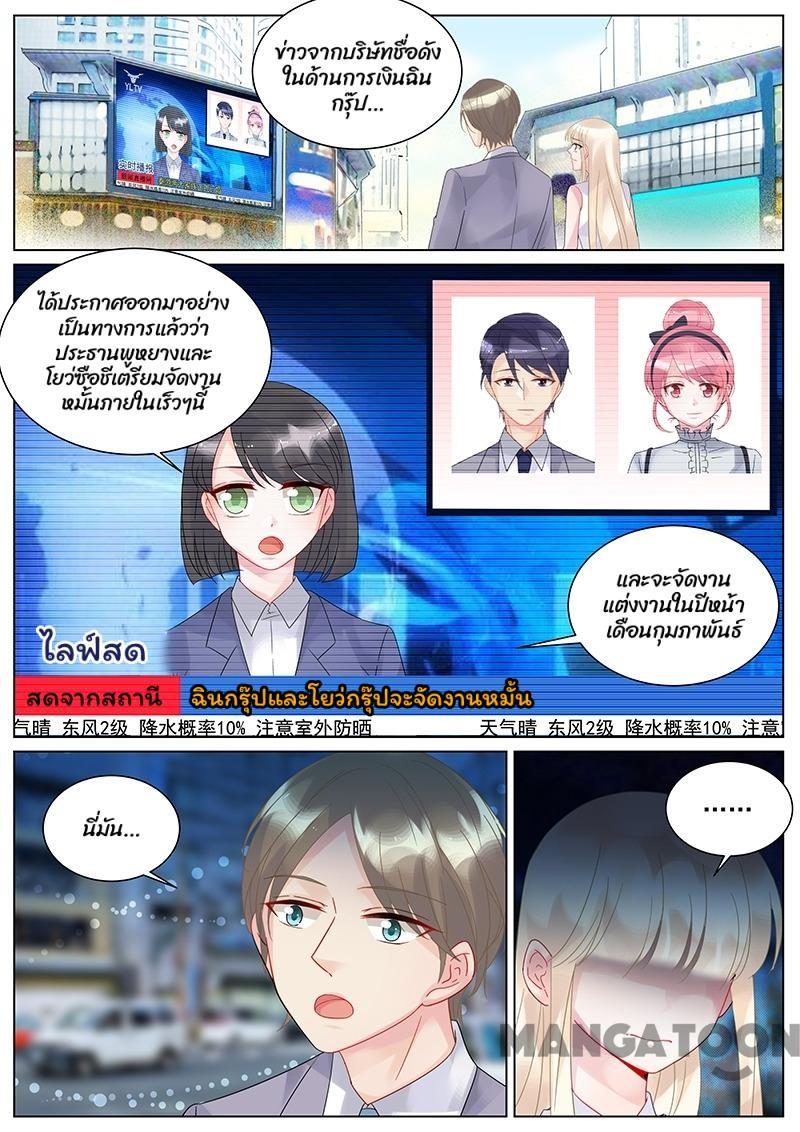 ข่าวจากบริษัทชื่อดัง
ในด้านการเงินฉิน
กรุ๊ป...
YLTV
实时播报
ได้ประกาศออกมาอย่าง
เป็นทางการแล้วว่า
ประธานพูหยางและ
โยว่ซือชีเตรียมจัดงาน
หมั้นภายในเร็วๆนี้
และจะจัดงาน
แต่งงานในปีหน้า
เดือนกุมภาพันธ์
ไลฟ์สด
สดจากสถานี
ฉินกรุ๊ปและโยว่กรุ๊ปจะจัดงานหมั้น
气晴 东风2级 降水概率10% 注意室外防晒
天气晴 东风2级 降水概率10% 注意
นี่มัน...
......
MANGATOON